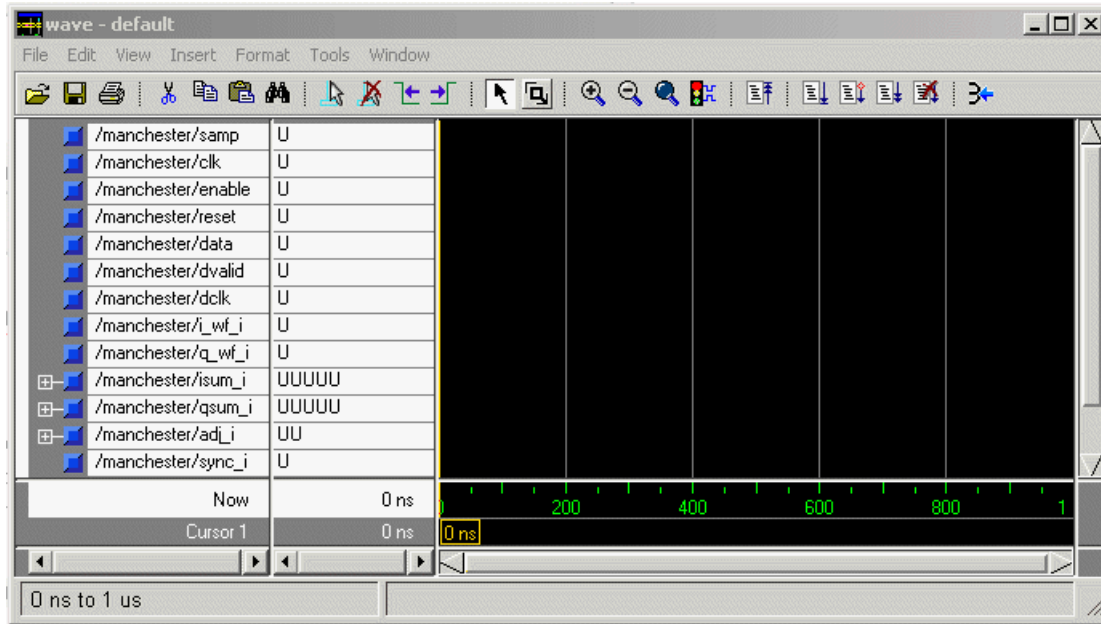 wave - default
File Edit View Insert Format Tools Window
/manchester/samp U
/manchester/clk U
/manchester/enable U
/manchester/reset U
/manchester/data U
/manchester/dvalid U
/manchester/dclk U
/manchester/i_wf_i U
/manchester/q_wf_i U
/manchester/isum_i UUUUU
/manchester/qsum_i UUUUU
/manchester/adj_i UU
/manchester/sync_i U
Now 0 ns 0 200 400 600 800 1
Cursor 1 0 ns 0 ns
0 ns to 1 us